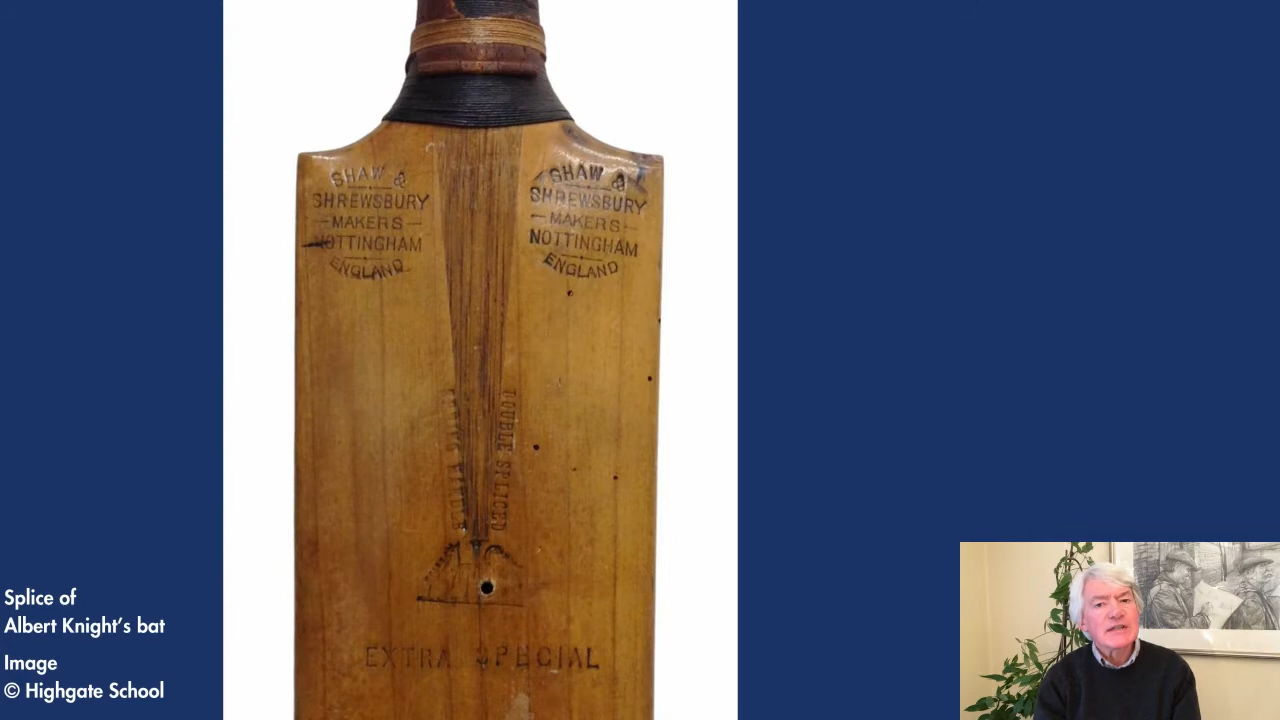 SHAW &
SHREWSBURY
MAKERS
NOTTINGHAM
ENGLAND
SHAW &
SHREWSBURY
MAKERS
NOTTINGHAM
ENGLAND
DOUBLE SPLICED
EXTRA SPECIAL
Splice of
Albert Knight’s bat
Image
© Highgate School